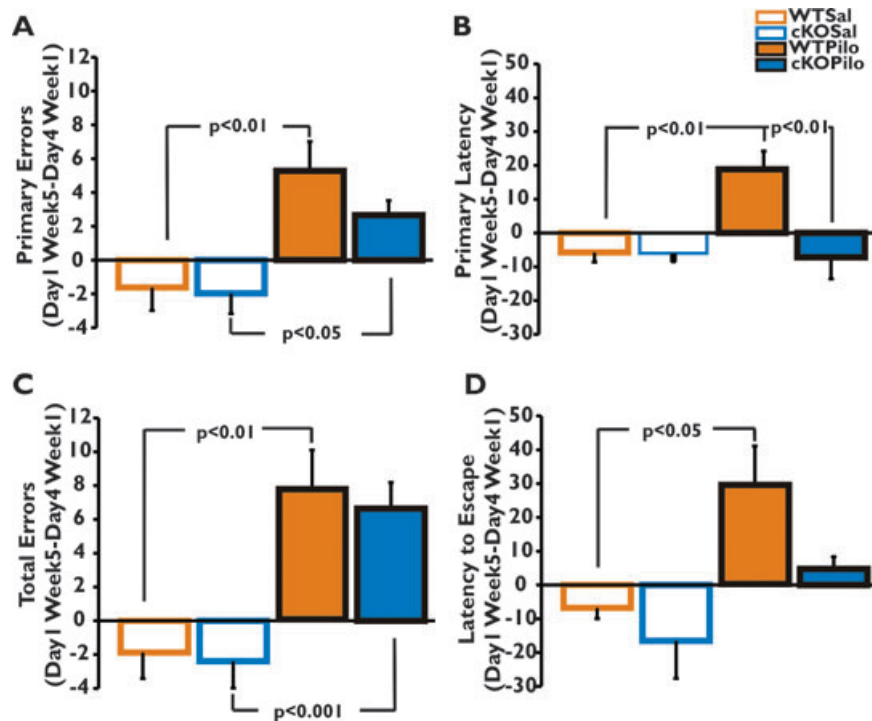 WTSal
cKOSal
WTPilo
cKOPilo
A
Primary Errors
(Day1 Week5-Day4 Week1)
12
10
8
6
4
2
0
-2
-4
p<0.01
p<0.05
B
Primary Latency
(Day1 Week5-Day4 Week1)
50
40
30
20
10
0
-10
-20
-30
p<0.01
p<0.01
C
Total Errors
(Day1 Week5-Day4 Week1)
12
10
8
6
4
2
0
-2
-4
p<0.01
p<0.001
D
Latency to Escape
(Day1 Week5-Day4 Week1)
50
40
30
20
10
0
-10
-20
-30
p<0.05